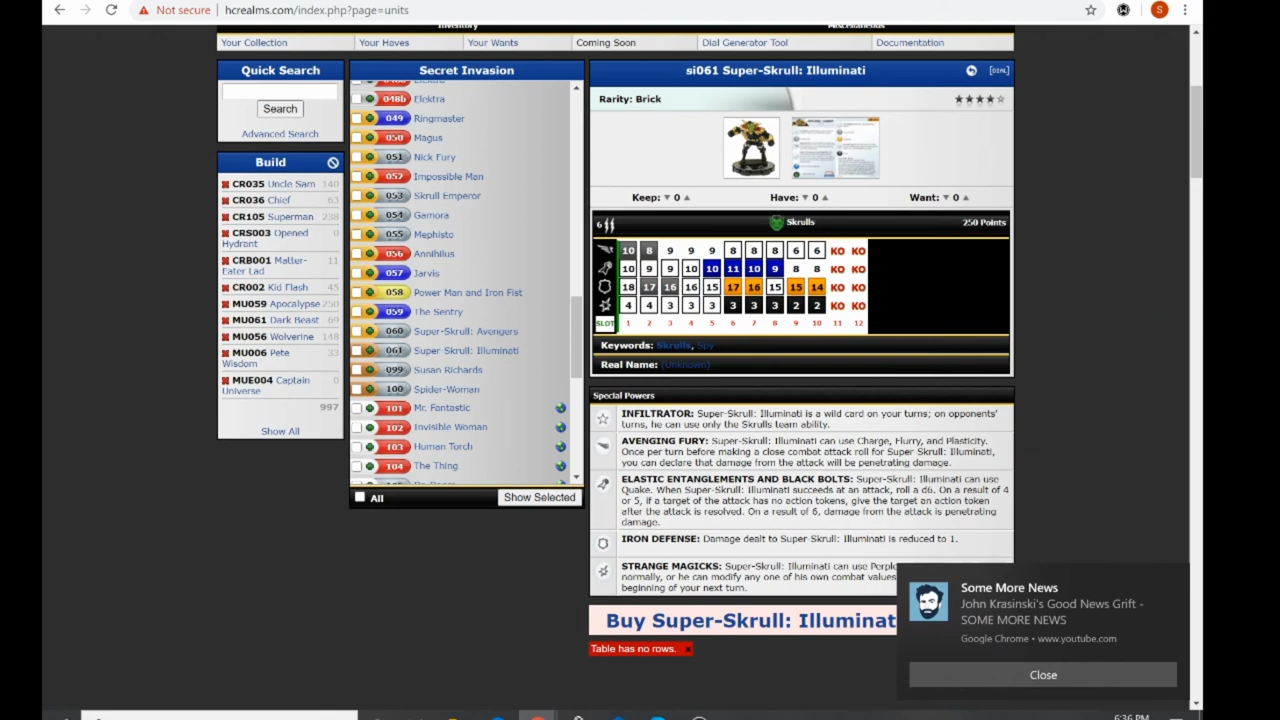 Not secure | hcrealms.com/index.php?page=units
S
Inventory
Miscellaneous
Your Collection
Your Haves
Your Wants
Coming Soon
Dial Generator Tool
Documentation
Quick Search
Search
Advanced Search
Build
CR035 Uncle Sam 140
CR036 Chief 63
CR105 Superman 238
CRS003 Opened Hydrant 0
CRB001 Matter-
Eater Lad 11
CR002 Kid Flash 45
MU059 Apocalypse 250
MU061 Dark Beast 69
MU056 Wolverine 148
MU006 Pete
Wisdom 33
MUE004 Captain
Universe 0
997
Show All
Secret Invasion
048b Elektra
049 Ringmaster
050 Magus
051 Nick Fury
052 Impossible Man
053 Skrull Emperor
054 Gamora
055 Mephisto
056 Annihilus
057 Jarvis
058 Power Man and Iron Fist
059 The Sentry
060 Super-Skrull: Avengers
061 Super-Skrull: Illuminati
099 Susan Richards
100 Spider-Woman
101 Mr. Fantastic
102 Invisible Woman
103 Human Torch
104 The Thing
All
Show Selected
si061 Super-Skrull: Illuminati
[DIAL]
Rarity: Brick
Keep: 0
Have: 0
Want: 0
6
Skrulls
250 Points
10 8 9 9 9 8 8 8 6 6 KO KO
10 9 9 10 10 11 10 9 8 8 KO KO
18 17 16 16 15 17 16 15 15 14 KO KO
4 4 3 3 3 3 3 3 2 2 KO KO
SLOT 1 2 3 4 5 6 7 8 9 10 11 12
Keywords: Skrulls, Spy
Real Name: (Unknown)
Special Powers
INFILTRATOR: Super-Skrull: Illuminati is a wild card on your turns; on opponents'
turns, he can use only the Skrulls team ability.
AVENGING FURY: Super-Skrull: Illuminati can use Charge, Flurry, and Plasticity.
Once per turn before making a close combat attack roll for Super Skrull: Illuminati,
you can declare that damage from the attack will be penetrating damage.
ELASTIC ENTANGLEMENTS AND BLACK BOLTS: Super-Skrull: Illuminati can use
Quake. When Super-Skrull: Illuminati succeeds at an attack, roll a d6. On a result of 4
or 5, if a target of the attack has no action tokens, give the target an action token
after the attack is resolved. On a result of 6, damage from the attack is penetrating
damage.
IRON DEFENSE: Damage dealt to Super-Skrull: Illuminati is reduced to 1.
STRANGE MAGICKS: Super-Skrull: Illuminati can use Perple
normally, or he can modify any one of his own combat values
beginning of your next turn.
Buy Super-Skrull: Illuminat
Table has no rows. x
Some More News
John Krasinski's Good News Grift -
SOME MORE NEWS
Google Chrome • www.youtube.com
Close
6:36 PM